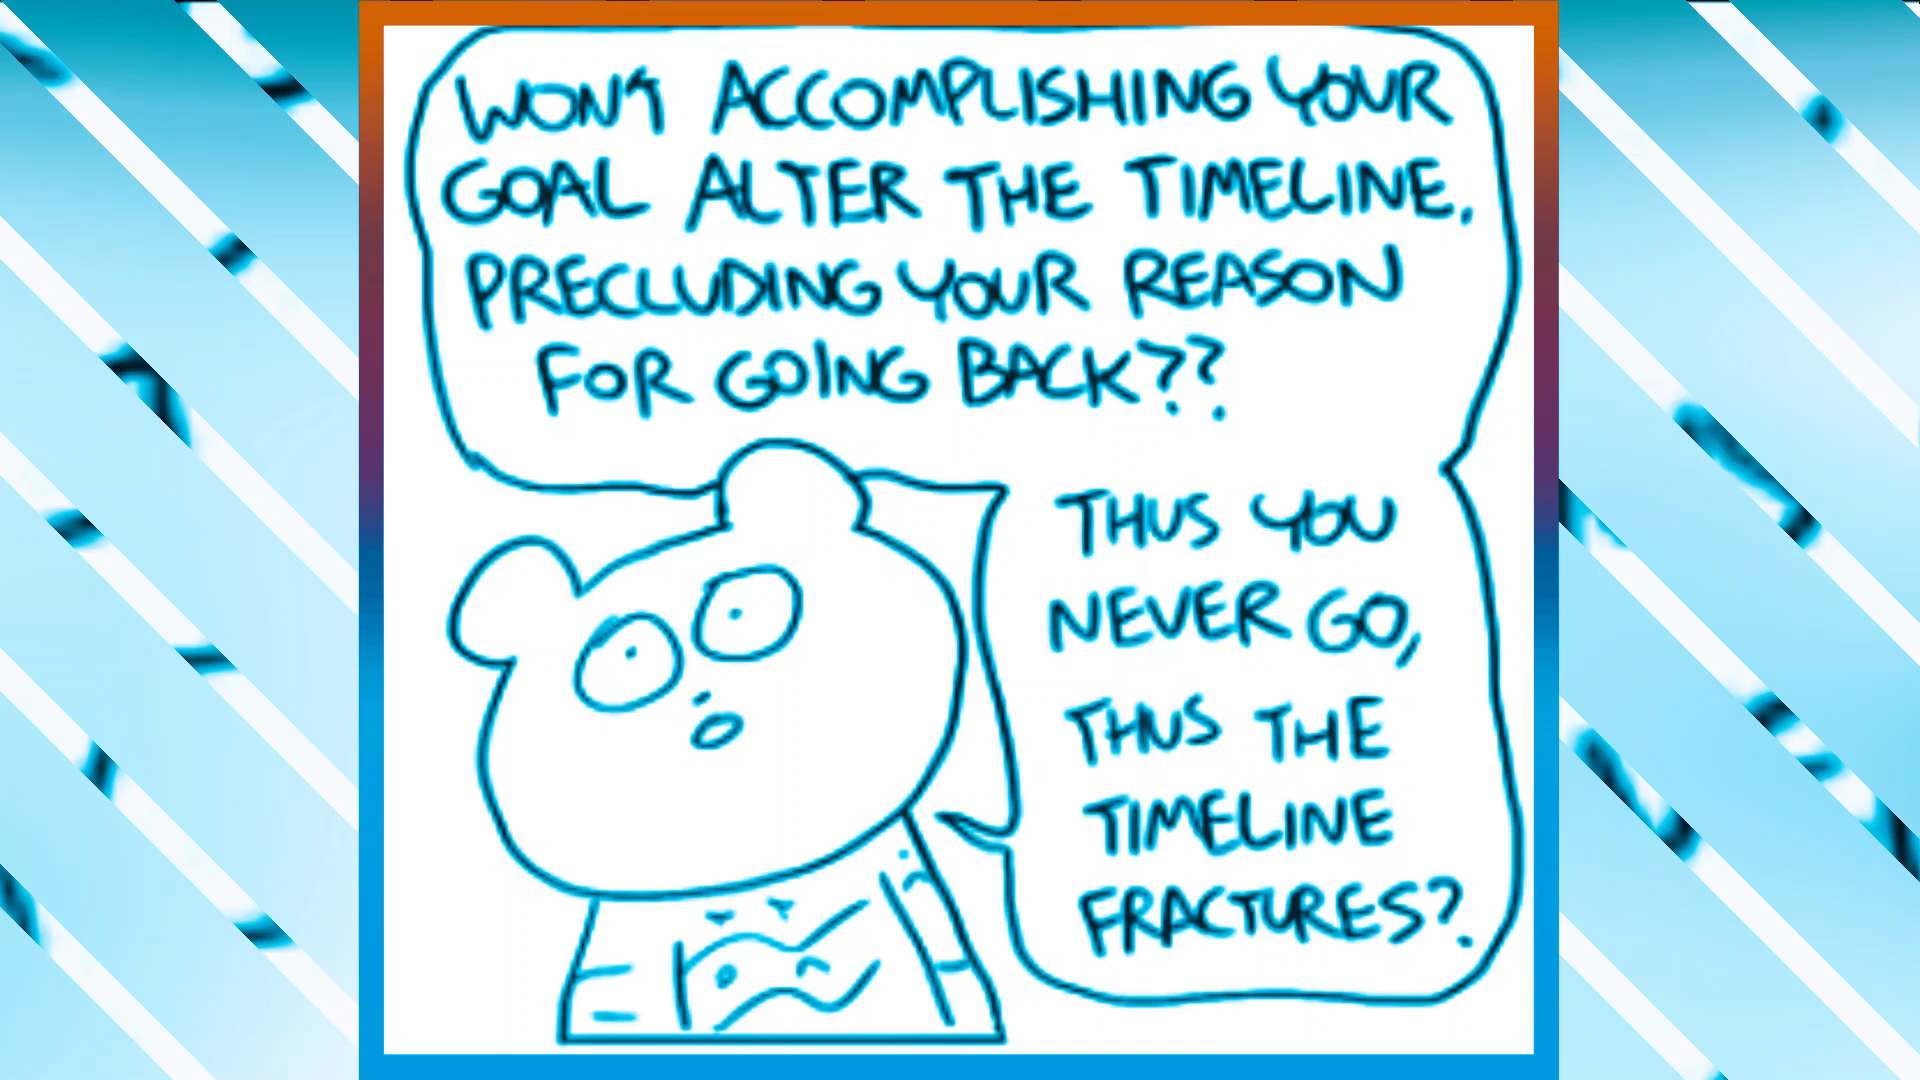 WON'T ACCOMPLISHING YOUR
GOAL ALTER THE TIMELINE,
PRECLUDING YOUR REASON
FOR GOING BACK??
THUS YOU
NEVER GO,
THUS THE
TIMELINE
FRACTURES?